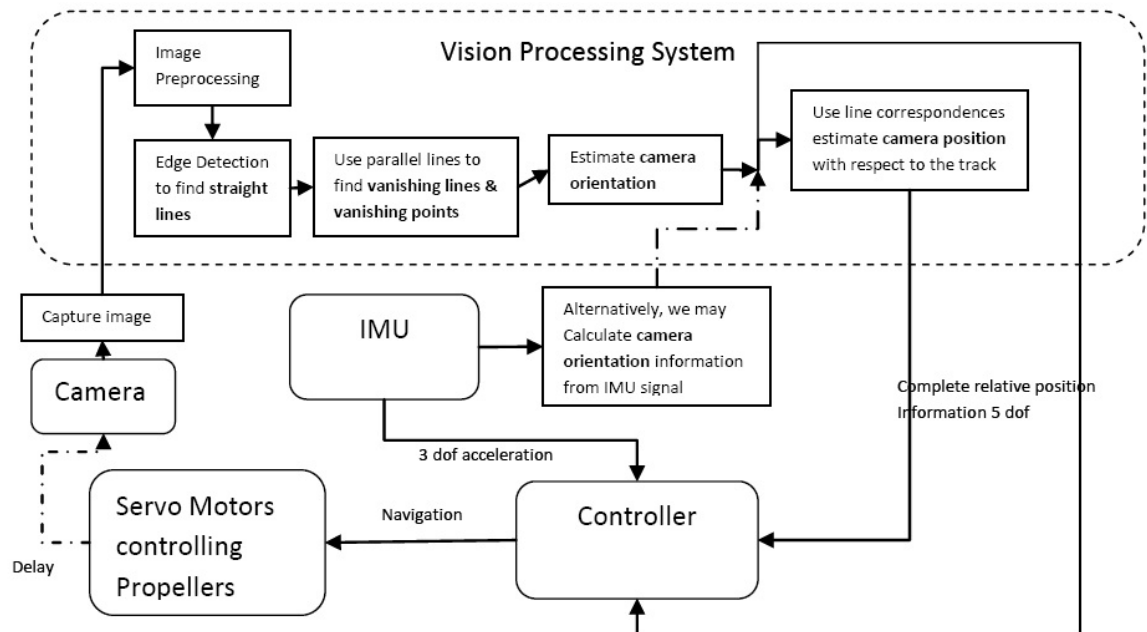 Vision Processing System
Image
Preprocessing
Edge Detection
to find straight
lines
Use parallel lines to
find vanishing lines &
vanishing points
Estimate camera
orientation
Use line correspondences
estimate camera position
with respect to the track
Capture image
Camera
IMU
Alternatively, we may
Calculate camera
orientation information
from IMU signal
Complete relative position
Information 5 dof
3 dof acceleration
Servo Motors
controlling
Propellers
Navigation
Controller
Delay